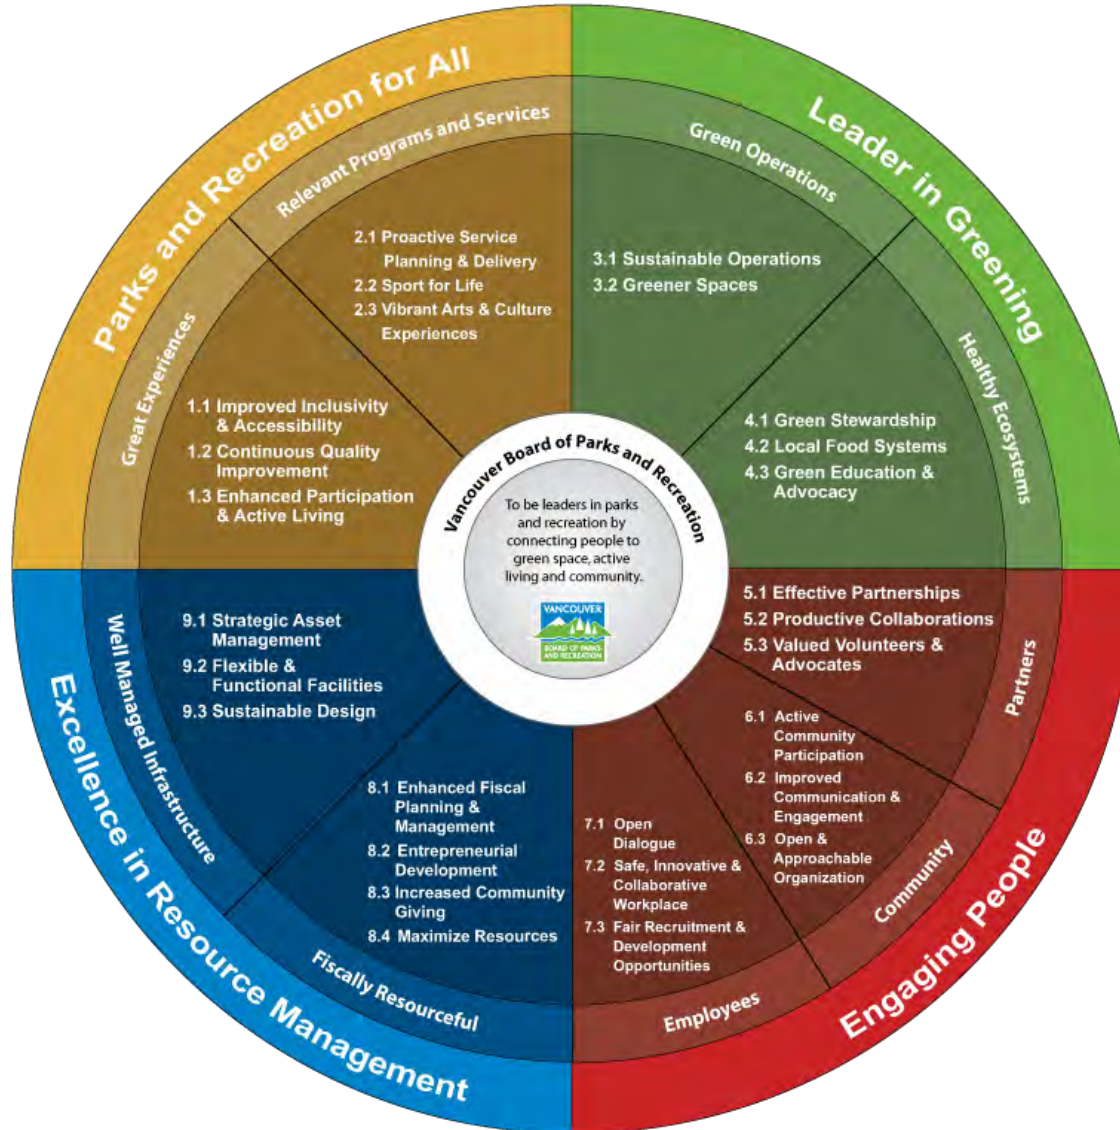 Parks and Recreation for All
Relevant Programs and Services
2.1 Proactive Service
Planning & Delivery
2.2 Sport for Life
2.3 Vibrant Arts & Culture
Experiences
Great Experiences
1.1 Improved Inclusivity
& Accessibility
1.2 Continuous Quality
Improvement
1.3 Enhanced Participation
& Active Living
Leader in Greening
Green Operations
3.1 Sustainable Operations
3.2 Greener Spaces
Healthy Ecosystems
4.1 Green Stewardship
4.2 Local Food Systems
4.3 Green Education &
Advocacy
Vancouver Board of Parks and Recreation
To be leaders in parks
and recreation by
connecting people to
green space, active
living and community.
VANCOUVER
BOARD OF PARKS
AND RECREATION
Engaging People
Partners
5.1 Effective Partnerships
5.2 Productive Collaborations
5.3 Valued Volunteers &
Advocates
Community
6.1 Active
Community
Participation
6.2 Improved
Communication &
Engagement
6.3 Open &
Approachable
Organization
Employees
7.1 Open
Dialogue
7.2 Safe, Innovative &
Collaborative
Workplace
7.3 Fair Recruitment &
Development
Opportunities
Excellence in Resource Management
Fiscally Resourceful
8.1 Enhanced Fiscal
Planning &
Management
8.2 Entrepreneurial
Development
8.3 Increased Community
Giving
8.4 Maximize Resources
Well Managed Infrastructure
9.1 Strategic Asset
Management
9.2 Flexible &
Functional Facilities
9.3 Sustainable Design